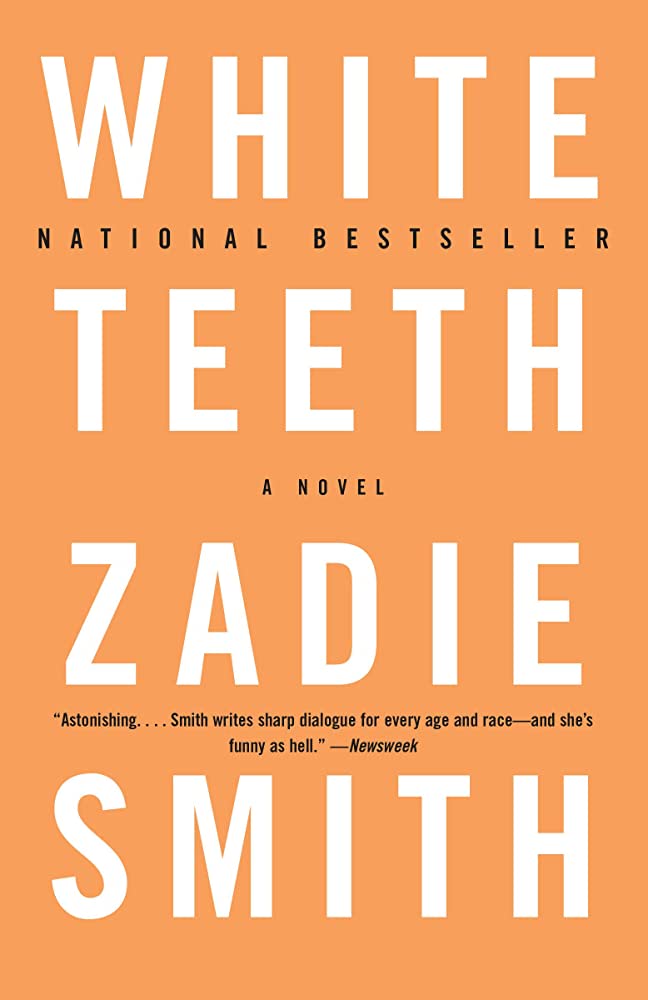 WHITE
NATIONAL BESTSELLER
TEETH
A NOVEL
ZADIE
“Astonishing. . . . Smith writes sharp dialogue for every age and race—and she’s
funny as hell.” —Newsweek
SMITH